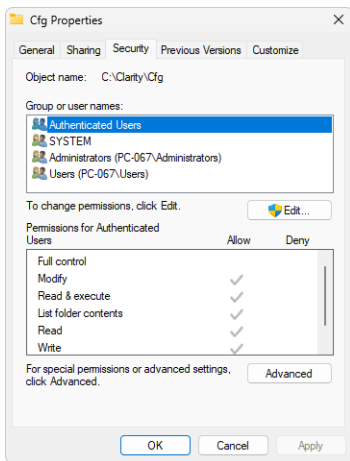 Cfg Properties
General Sharing Security Previous Versions Customize
Object name: C:\Clarity\Cfg
Group or user names:
Authenticated Users
SYSTEM
Administrators (PC-067\Administrators)
Users (PC-067\Users)
To change permissions, click Edit.
Edit...
Permissions for Authenticated
Users Allow Deny
Full control
Modify
Read & execute
List folder contents
Read
Write
For special permissions or advanced settings,
click Advanced.
Advanced
OK Cancel Apply